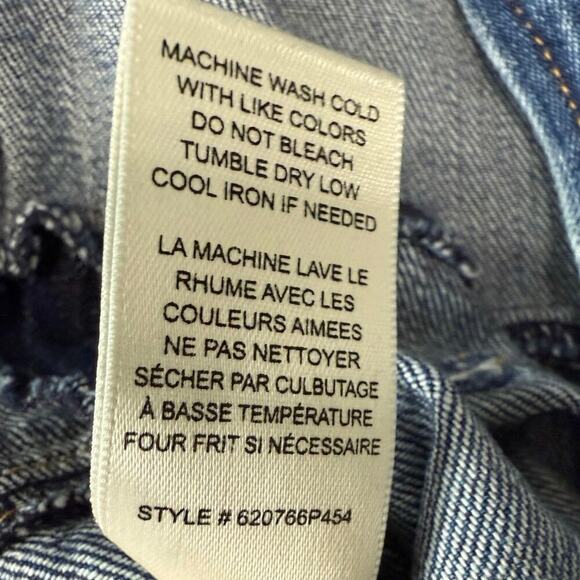 MACHINE WASH COLD
WITH LIKE COLORS
DO NOT BLEACH
TUMBLE DRY LOW
COOL IRON IF NEEDED
LA MACHINE LAVE LE
RHUME AVEC LES
COULEURS AIMEES
NE PAS NETTOYER
SÉCHER PAR CULBUTAGE
À BASSE TEMPÉRATURE
FOUR FRIT SI NÉCESSAIRE
STYLE # 620766P454